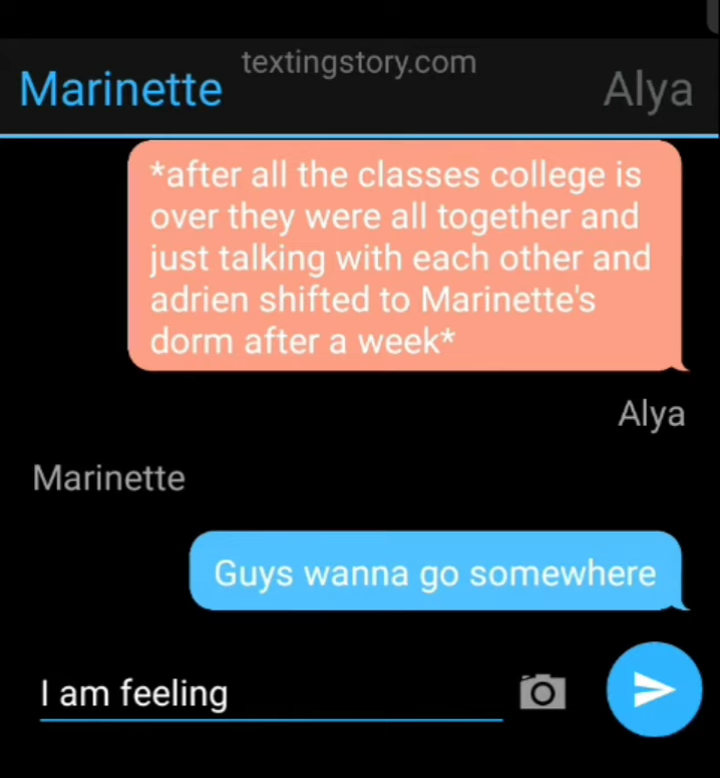 textingstory.com
Marinette
Alya
*after all the classes college is
over they were all together and
just talking with each other and
adrien shifted to Marinette's
dorm after a week*
Alya
Marinette
Guys wanna go somewhere
I am feeling